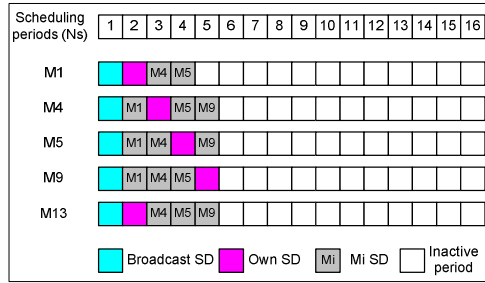 Scheduling periods (Ns) 1 2 3 4 5 6 7 8 9 10 11 12 13 14 15 16
M1 M4 M5
M4 M1 M5 M9
M5 M1 M4 M9
M9 M1 M4 M5
M13 M4 M5 M9
Broadcast SD Own SD Mi Mi SD Inactive period